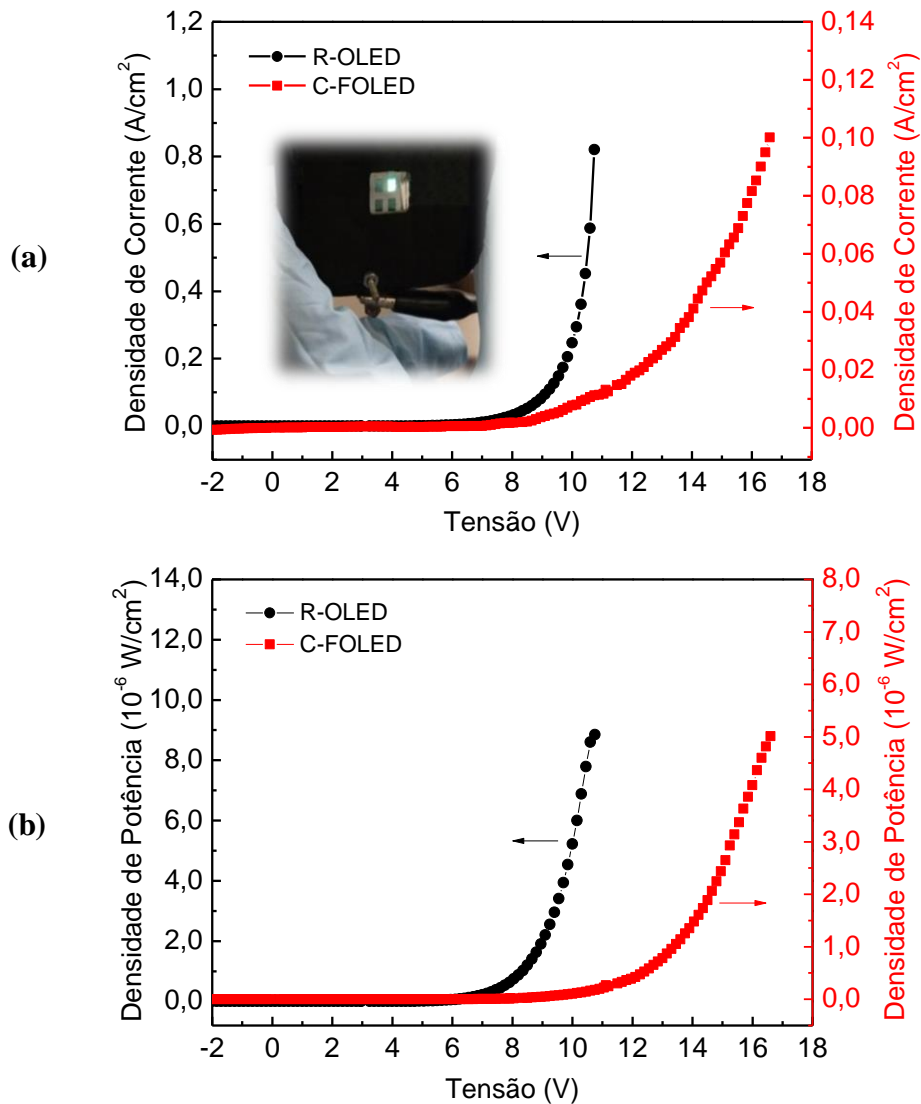 (a)
R-OLED
C-FOLED
Densidade de Corrente (A/cm²)
1,2
1,0
0,8
0,6
0,4
0,2
0,0
Densidade de Corrente (A/cm²)
0,14
0,12
0,10
0,08
0,06
0,04
0,02
0,00
-2 0 2 4 6 8 10 12 14 16 18
Tensão (V)
(b)
R-OLED
C-FOLED
Densidade de Potência (10⁻⁶ W/cm²)
14,0
12,0
10,0
8,0
6,0
4,0
2,0
0,0
Densidade de Potência (10⁻⁶ W/cm²)
8,0
7,0
6,0
5,0
4,0
3,0
2,0
1,0
0,0
-2 0 2 4 6 8 10 12 14 16 18
Tensão (V)